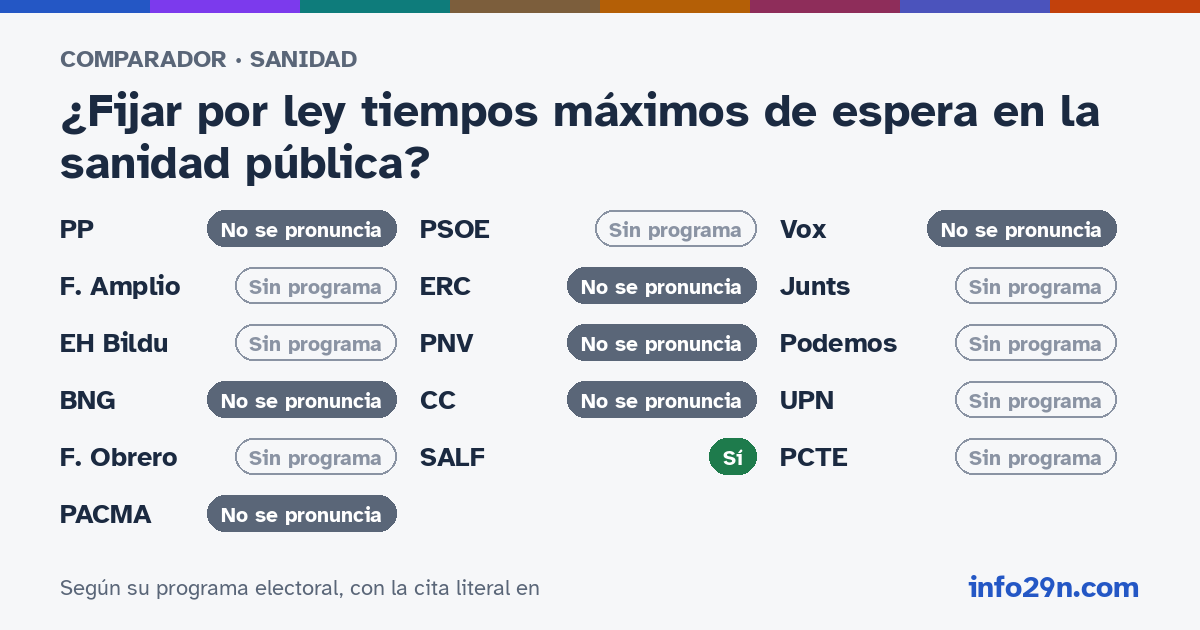 COMPARADOR · SANIDAD
¿Fijar por ley tiempos máximos de espera en la
sanidad pública?
PP No se pronuncia PSOE Sin programa Vox No se pronuncia
F. Amplio Sin programa ERC No se pronuncia Junts Sin programa
EH Bildu Sin programa PNV No se pronuncia Podemos Sin programa
BNG No se pronuncia CC No se pronuncia UPN Sin programa
F. Obrero Sin programa SALF Sí PCTE Sin programa
PACMA No se pronuncia
Según su programa electoral, con la cita literal en info29n.com